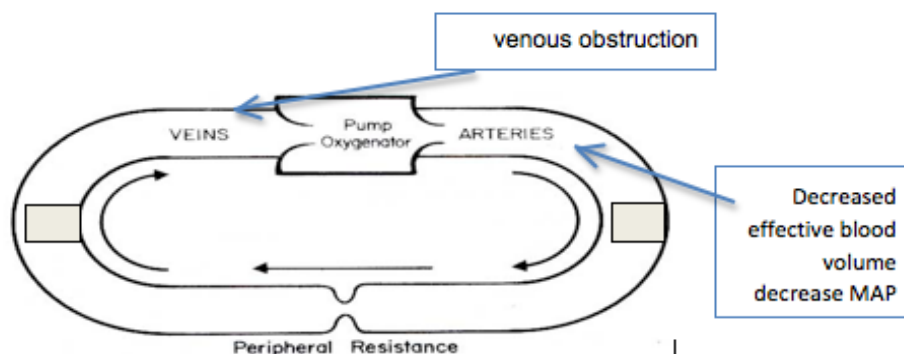 venous obstruction
VEINS
Pump
Oxygenator
ARTERIES
Decreased
effective blood
volume
decrease MAP
Peripheral Resistance